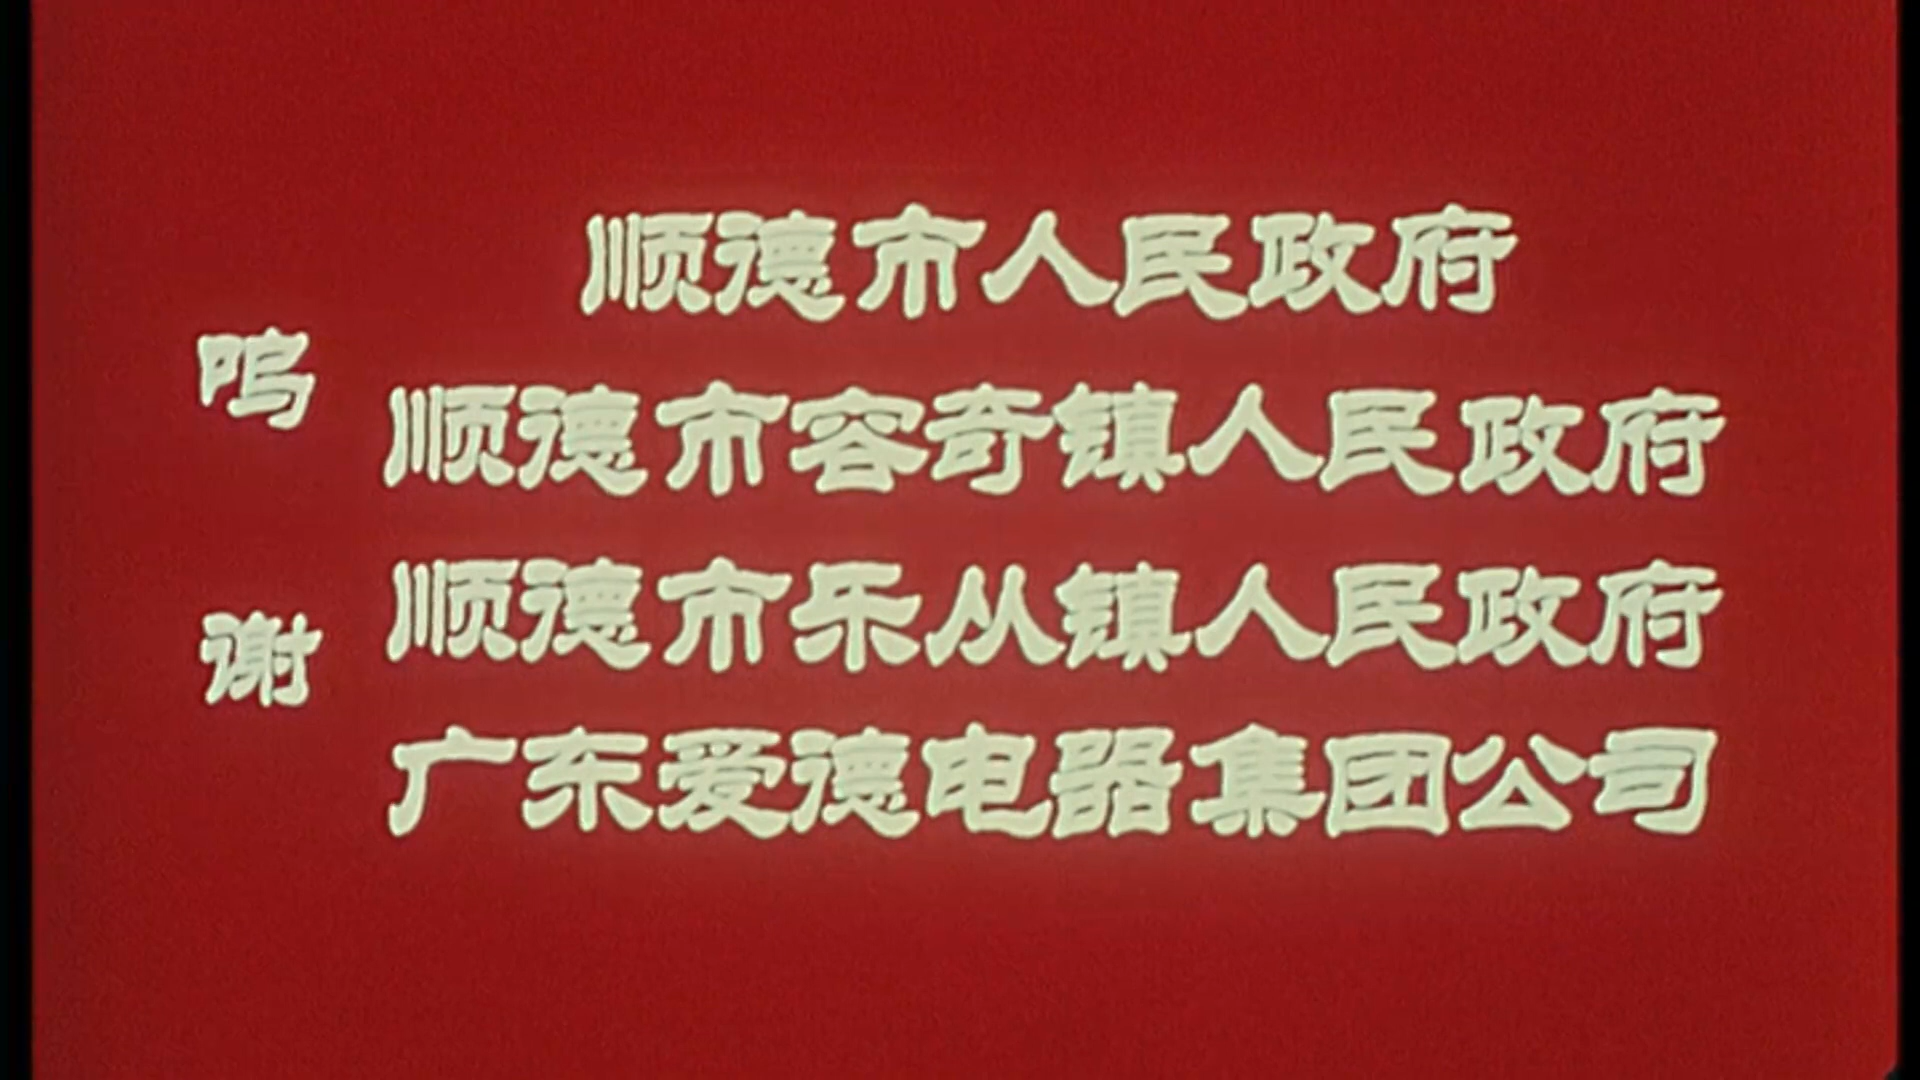 鸣谢
顺德市人民政府
顺德市容奇镇人民政府
顺德市乐从镇人民政府
广东爱德电器集团公司